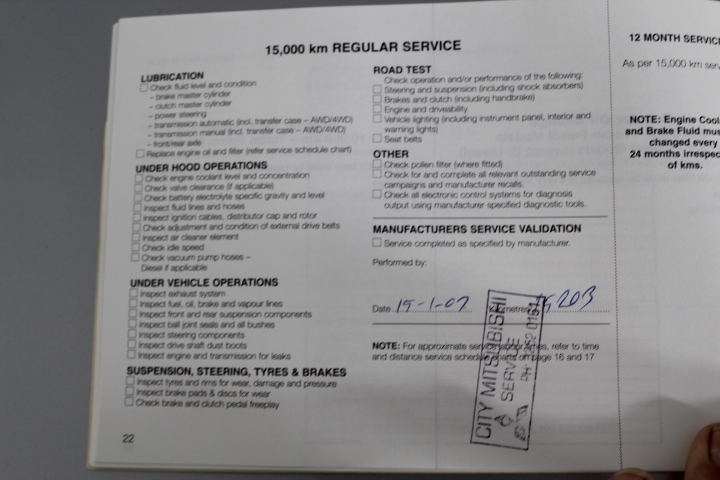 15,000 km REGULAR SERVICE
LUBRICATION
Check fluid level and condition
– brake master cylinder
– clutch master cylinder
– power steering
– transmission automatic (incl. transfer case – AWD/4WD)
– transmission manual (incl. transfer case – AWD/4WD)
– front/rear axle
Replace engine oil and filter (refer service schedule chart)
UNDER HOOD OPERATIONS
Check engine coolant level and concentration
Check valve clearance (if applicable)
Check battery electrolyte specific gravity and level
Inspect fluid lines and hoses
Inspect ignition cables, distributor cap and rotor
Check adjustment and condition of external drive belts
Inspect air cleaner element
Check idle speed
Check vacuum pump hoses –
Diesel if applicable
UNDER VEHICLE OPERATIONS
Inspect exhaust system
Inspect fuel, oil, brake and vapour lines
Inspect front and rear suspension components
Inspect ball joint seals and all bushes
Inspect steering components
Inspect drive shaft dust boots
Inspect engine and transmission for leaks
SUSPENSION, STEERING, TYRES & BRAKES
Inspect tyres and rims for wear, damage and pressure
Inspect brake pads & discs for wear
Check brake and clutch pedal freeplay
22
ROAD TEST
Check operation and/or performance of the following:
Steering and suspension (including shock absorbers)
Brakes and clutch (including handbrake)
Engine and driveability
Vehicle lighting (including instrument panel, interior and
warning lights)
Seat belts
OTHER
Check pollen filter (where fitted)
Check for and complete all relevant outstanding service
campaigns and manufacturer recalls.
Check all electronic control systems for diagnosis
output using manufacturer specified diagnostic tools.
MANUFACTURERS SERVICE VALIDATION
Service completed as specified by manufacturer.
Performed by:
Date 15-1-07 Kilometres
NOTE: For approximate service labour times, refer to time
and distance service schedule charts on page 16 and 17
CITY MITSUBISHI
SERVICE
12 MONTH SERVIC
As per 15,000 km serv
NOTE: Engine Cool
and Brake Fluid mus
changed every
24 months irrespec
of kms.